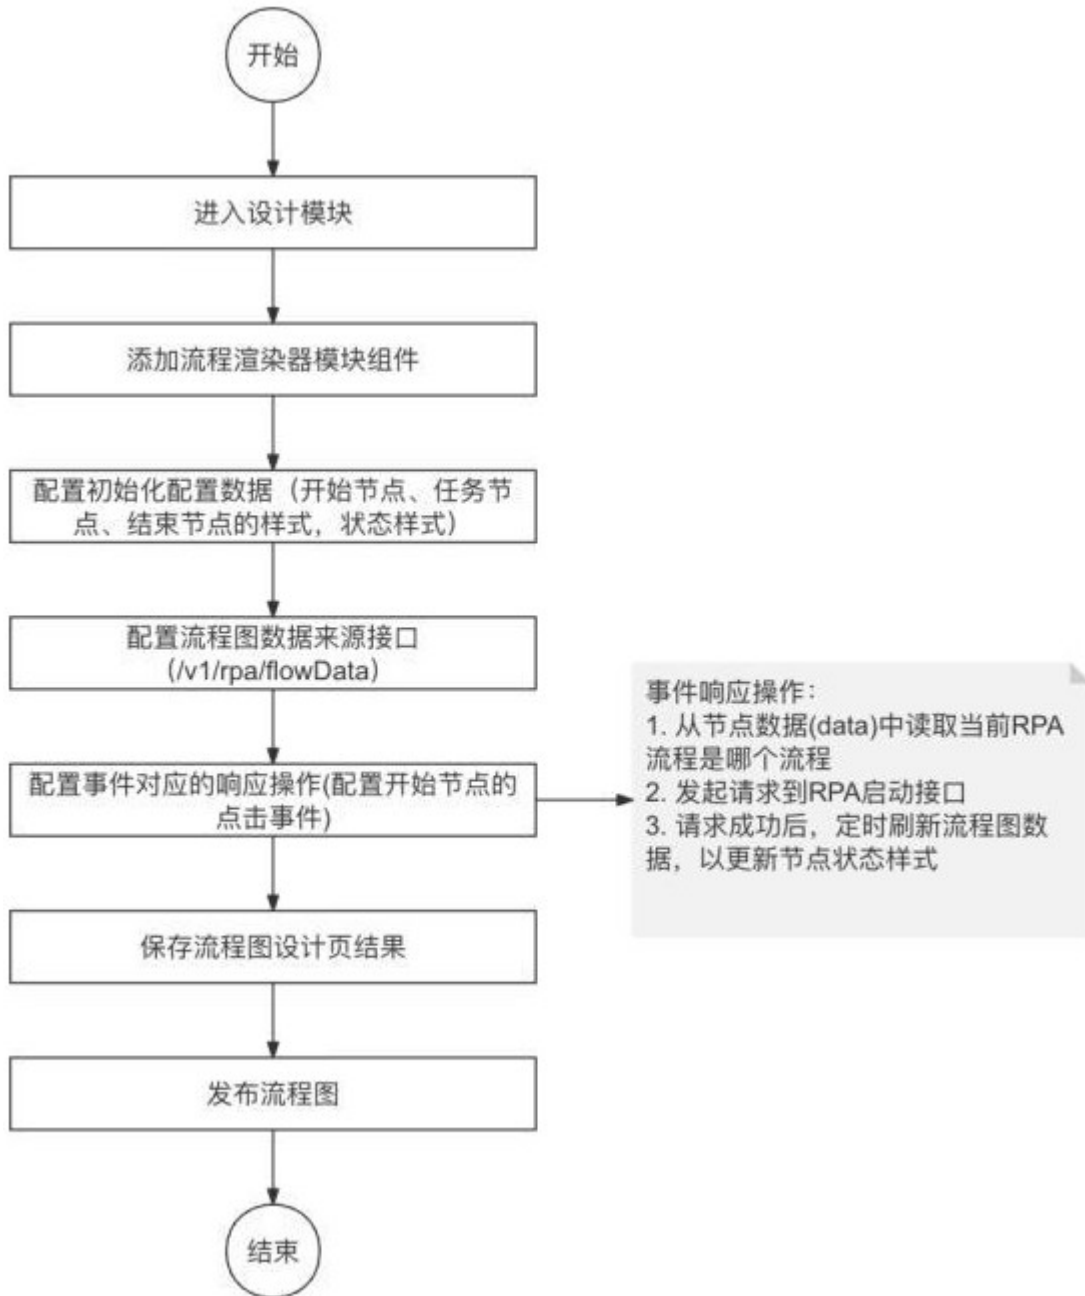 开始
进入设计模块
添加流程渲染器模块组件
配置初始化配置数据（开始节点、任务节
点、结束节点的样式，状态样式）
配置流程图数据来源接口
（/v1/rpa/flowData）
配置事件对应的响应操作(配置开始节点的
点击事件)
事件响应操作：
1. 从节点数据(data)中读取当前RPA
流程是哪个流程
2. 发起请求到RPA启动接口
3. 请求成功后，定时刷新流程图数
据，以更新节点状态样式
保存流程图设计页结果
发布流程图
结束